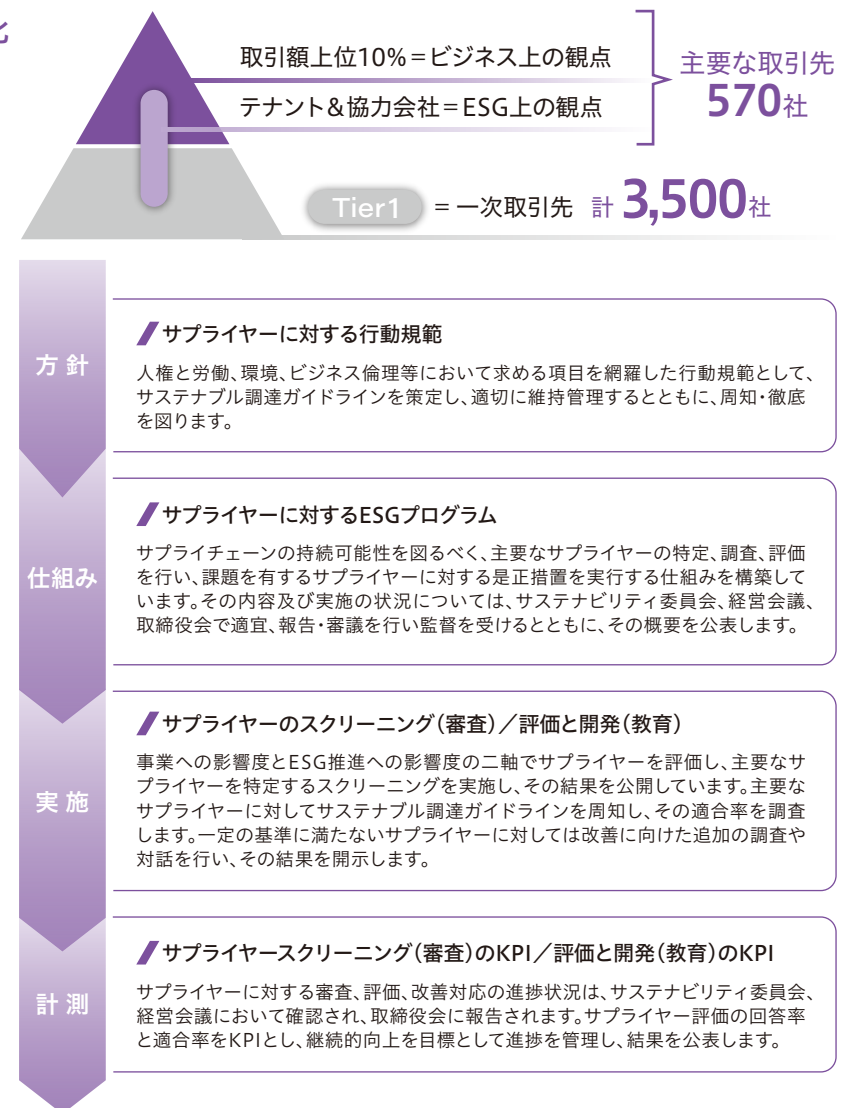 化
取引額上位10%＝ビジネス上の観点
テナント＆協力会社＝ESG上の観点
主要な取引先
570社
Tier1 ＝ 一次取引先 計 3,500社
方 針
サプライヤーに対する行動規範
人権と労働、環境、ビジネス倫理等において求める項目を網羅した行動規範として、
サステナブル調達ガイドラインを策定し、適切に維持管理するとともに、周知・徹底
を図ります。
仕組み
サプライヤーに対するESGプログラム
サプライチェーンの持続可能性を図るべく、主要なサプライヤーの特定、調査、評価
を行い、課題を有するサプライヤーに対する是正措置を実行する仕組みを構築して
います。その内容及び実施の状況については、サステナビリティ委員会、経営会議、
取締役会で適宜、報告・審議を行い監督を受けるとともに、その概要を公表します。
実 施
サプライヤーのスクリーニング（審査）／評価と開発（教育）
事業への影響度とESG推進への影響度の二軸でサプライヤーを評価し、主要なサ
プライヤーを特定するスクリーニングを実施し、その結果を公開しています。主要な
サプライヤーに対してサステナブル調達ガイドラインを周知し、その適合率を調査
します。一定の基準に満たないサプライヤーに対しては改善に向けた追加の調査や
対話を行い、その結果を開示します。
計 測
サプライヤースクリーニング（審査）のKPI／評価と開発（教育）のKPI
サプライヤーに対する審査、評価、改善対応の進捗状況は、サステナビリティ委員会、
経営会議において確認され、取締役会に報告されます。サプライヤー評価の回答率
と適合率をKPIとし、継続的向上を目標として進捗を管理し、結果を公表します。